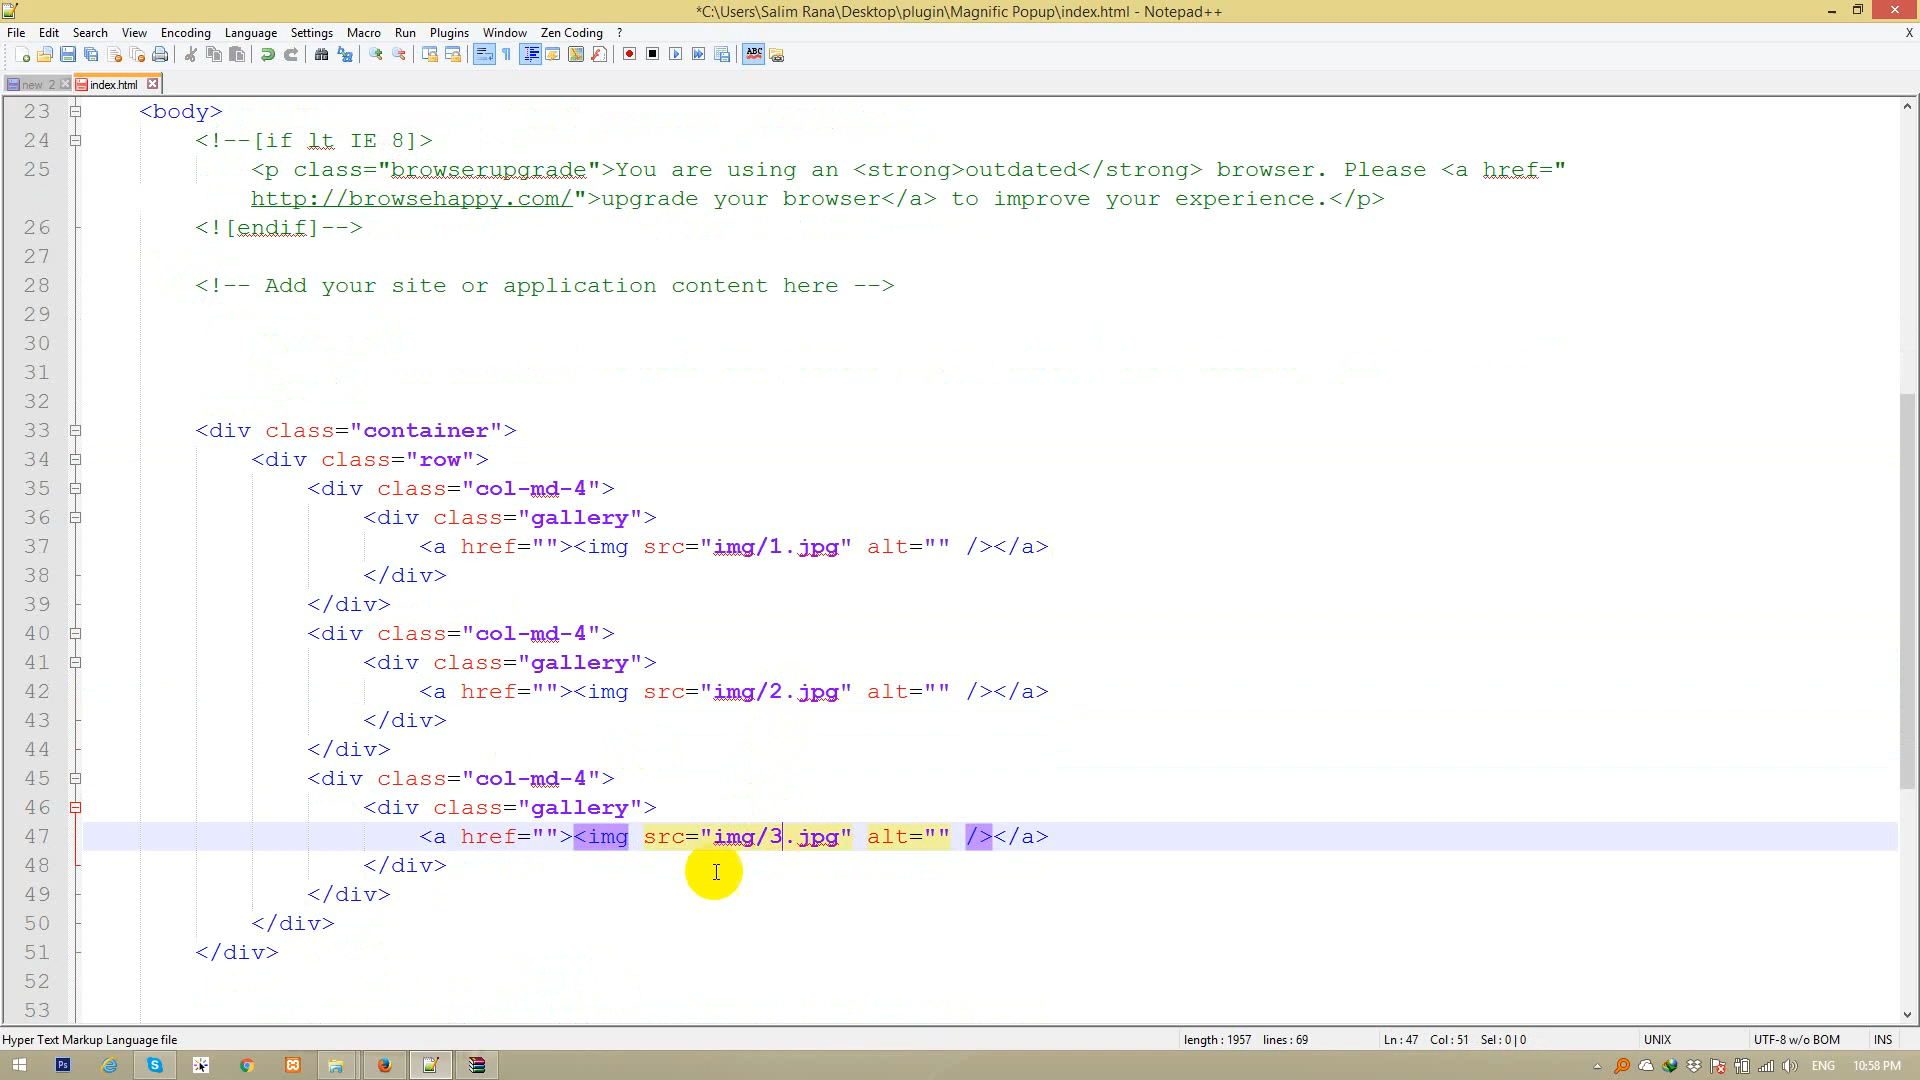 *C:\Users\Salim Rana\Desktop\plugin\Magnific Popup\index.html - Notepad++
File Edit Search View Encoding Language Settings Macro Run Plugins Window Zen Coding ? X
ABC
new 2 index.html
23 <body>
24 <!--[if lt IE 8]>
25 <p class="browserupgrade">You are using an <strong>outdated</strong> browser. Please <a href="
http://browsehappy.com/">upgrade your browser</a> to improve your experience.</p>
26 <![endif]-->
27
28 <!-- Add your site or application content here -->
29
30
31
32
33 <div class="container">
34 <div class="row">
35 <div class="col-md-4">
36 <div class="gallery">
37 <a href=""><img src="img/1.jpg" alt="" /></a>
38 </div>
39 </div>
40 <div class="col-md-4">
41 <div class="gallery">
42 <a href=""><img src="img/2.jpg" alt="" /></a>
43 </div>
44 </div>
45 <div class="col-md-4">
46 <div class="gallery">
47 <a href=""><img src="img/3.jpg" alt="" /></a>
48 </div>
49 </div>
50 </div>
51 </div>
52
53
Hyper Text Markup Language file length : 1957 lines : 69 Ln : 47 Col : 51 Sel : 0 | 0 UNIX UTF-8 w/o BOM INS
Ps ENG 10:58 PM